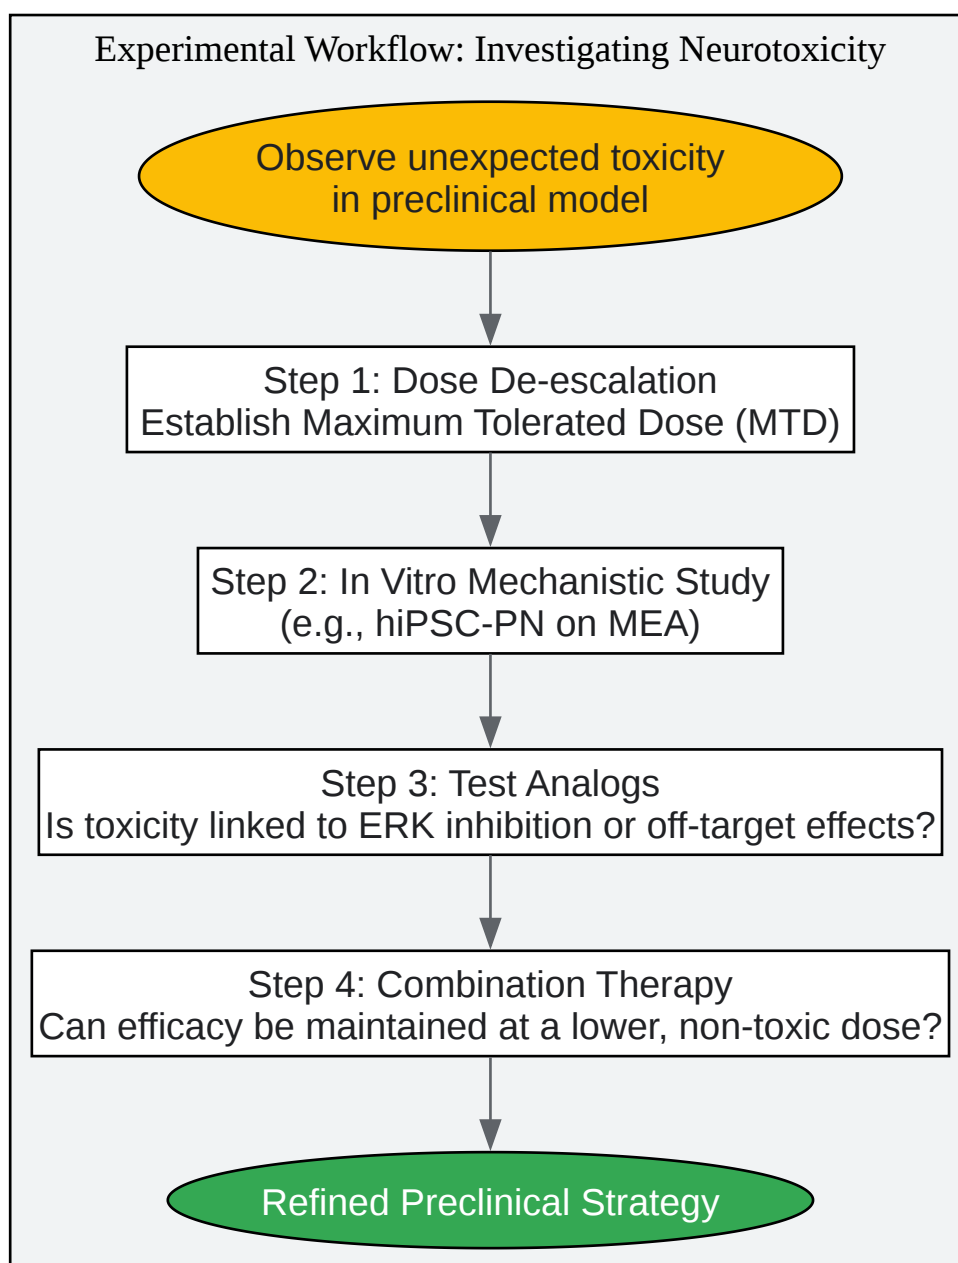 Experimental Workflow: Investigating Neurotoxicity
Observe unexpected toxicity
in preclinical model
Step 1: Dose De-escalation
Establish Maximum Tolerated Dose (MTD)
Step 2: In Vitro Mechanistic Study
(e.g., hiPSC-PN on MEA)
Step 3: Test Analogs
Is toxicity linked to ERK inhibition or off-target effects?
Step 4: Combination Therapy
Can efficacy be maintained at a lower, non-toxic dose?
Refined Preclinical Strategy